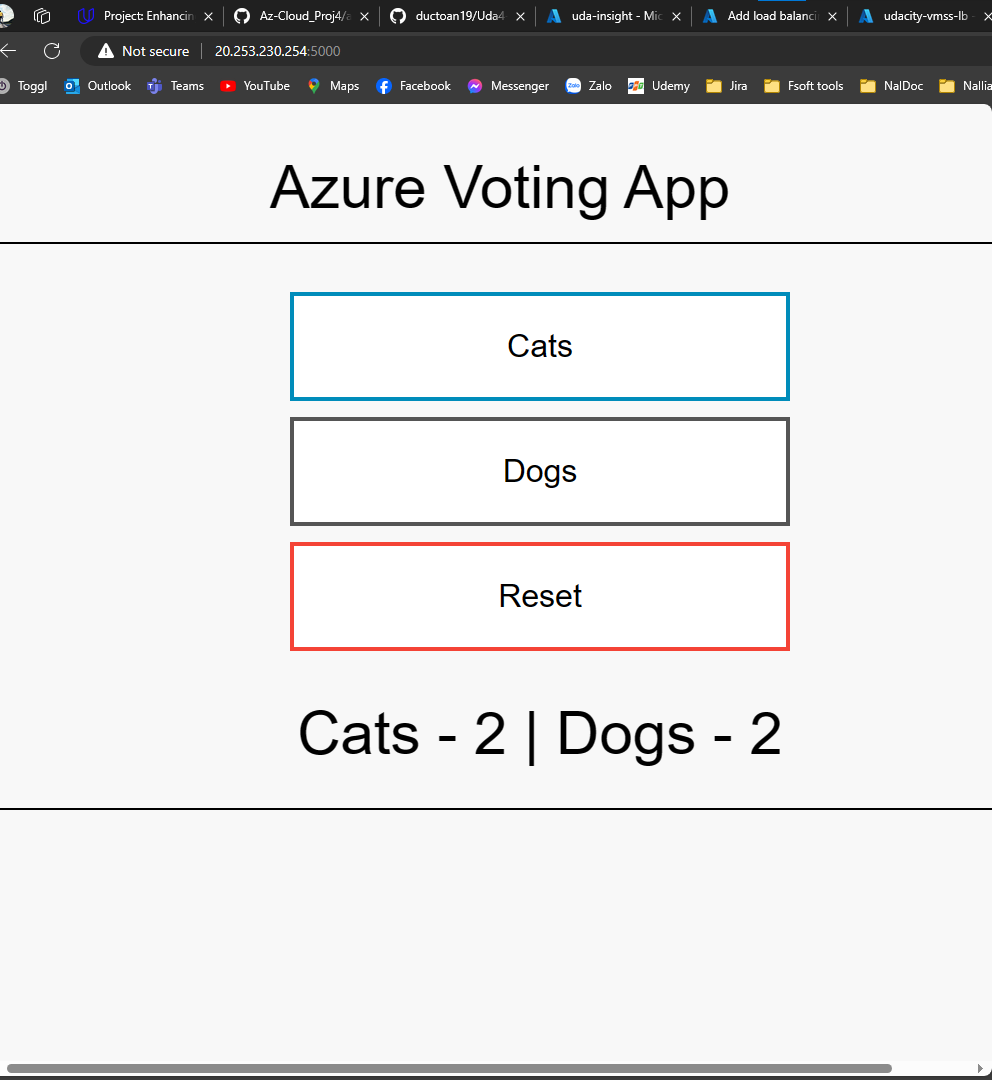 Project: Enhancin
Az-Cloud_Proj4/a
ductoan19/Uda4
uda-insight - Mic
Add load balanci
udacity-vmss-lb -
Not secure
20.253.230.254:5000
Toggl
Outlook
Teams
YouTube
Maps
Facebook
Messenger
Zalo
Udemy
Jira
Fsoft tools
NalDoc
Nallia
Azure Voting App
Cats
Dogs
Reset
Cats - 2 | Dogs - 2